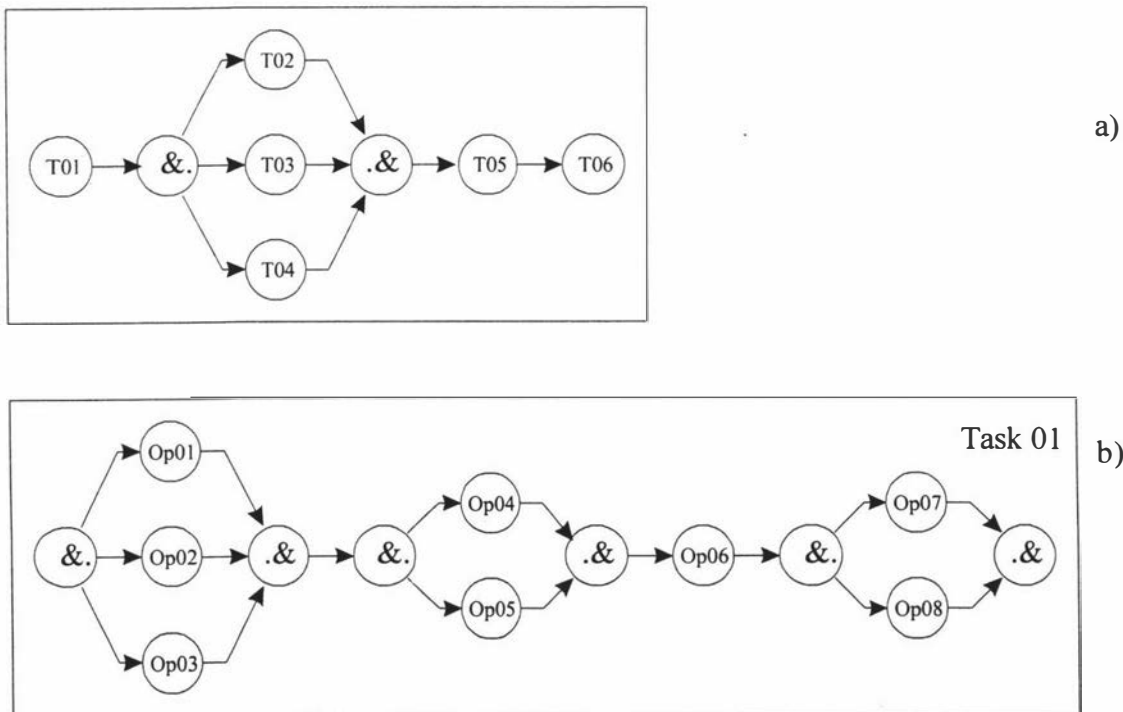 T02
a)
T01 &. T03 .& T05 T06
T04
Task 01
b)
Op01
Op04 Op07
&. Op02 .& &. .& Op06 &. .&
Op05 Op08
Op03